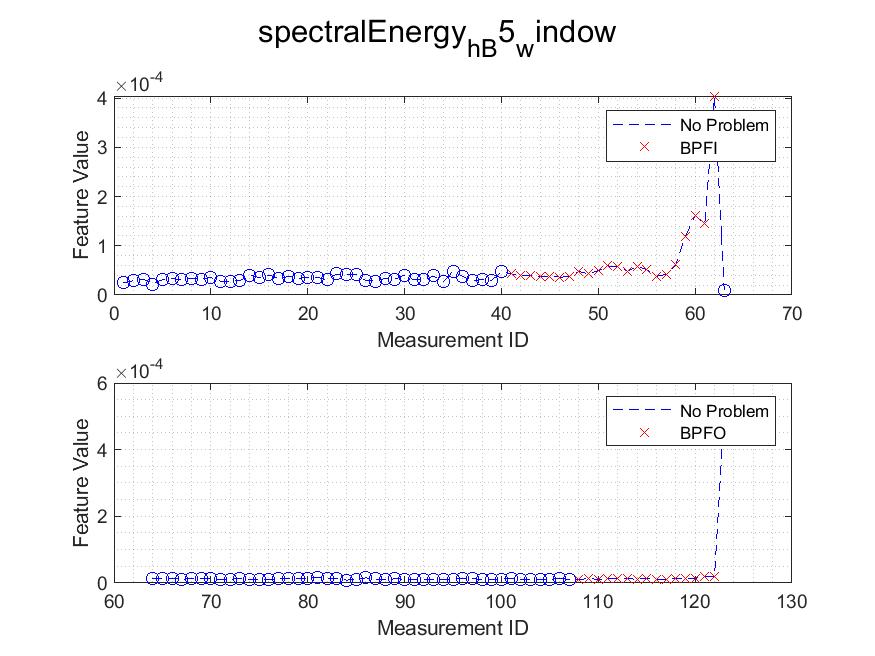 spectralEnergy_hB5_window
×10^-4
4
3
2
1
0
Feature Value
No Problem
BPFI
0 10 20 30 40 50 60 70
Measurement ID
×10^-4
6
4
2
0
Feature Value
No Problem
BPFO
60 70 80 90 100 110 120 130
Measurement ID